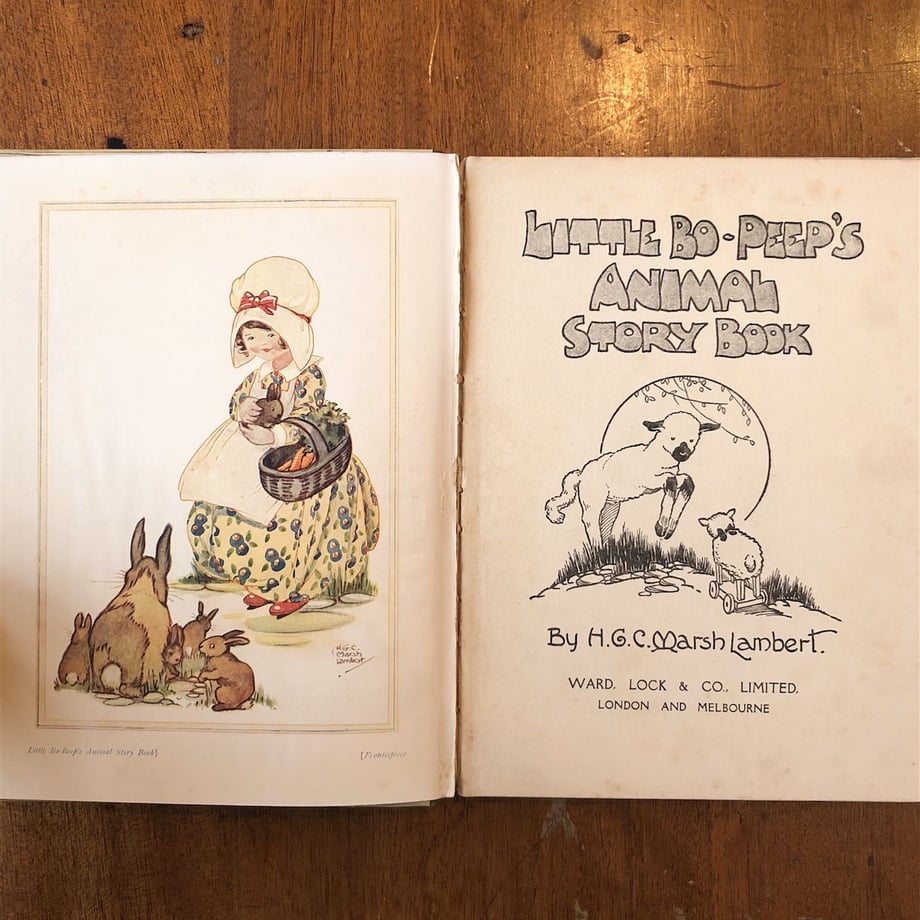 H.G.C.
Marsh
Lambert
Little Bo-Peep's Animal Story Book]
[Frontispiece
LITTLE BO-PEEP'S
ANIMAL
STORY BOOK
By H.G.C. Marsh Lambert.
WARD, LOCK & CO., LIMITED,
LONDON AND MELBOURNE